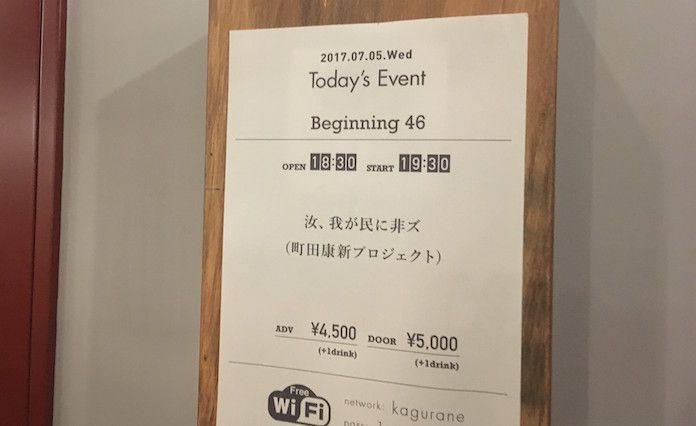 2017.07.05.Wed
Today's Event
Beginning 46
OPEN 18:30 START 19:30
汝、我が民に非ズ
(町田康新プロジェクト)
ADV ¥4,500 DOOR ¥5,000
(+1drink) (+1drink)
Free
WiFi
network: kagurane